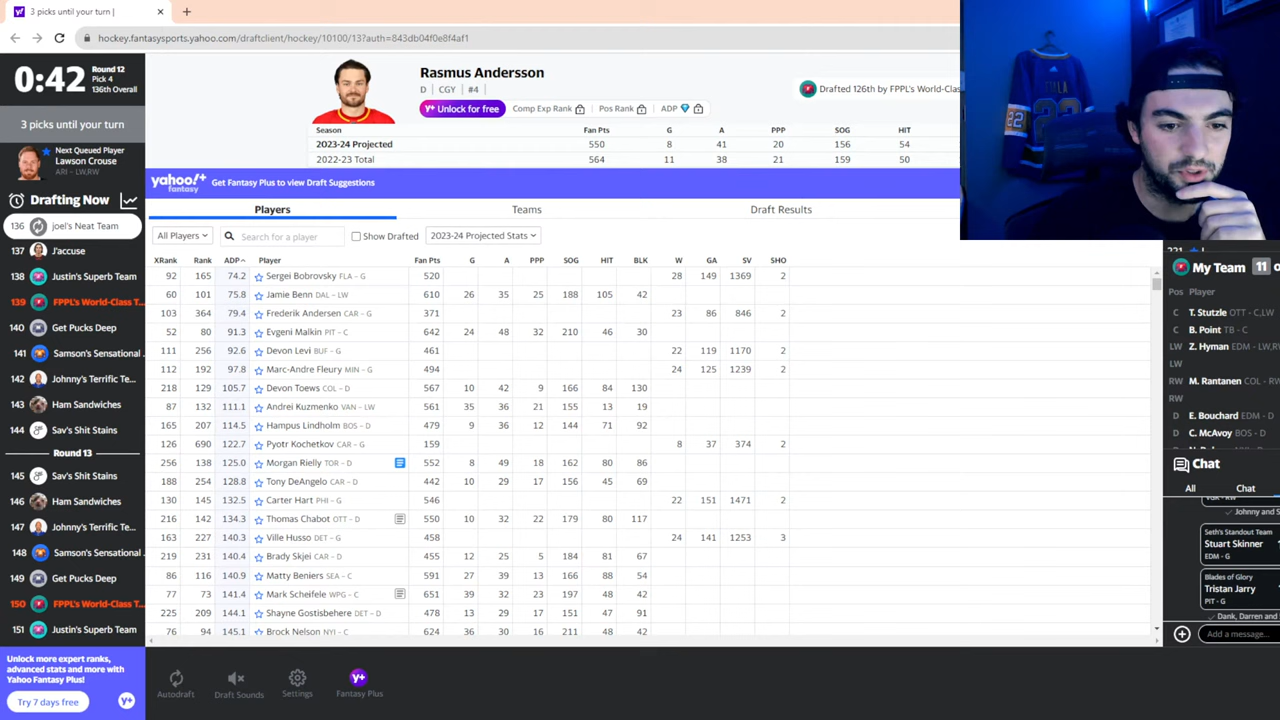 3 picks until your turn |
hockey.fantasysports.yahoo.com/draftclient/hockey/10100/13?auth=843db04f0e8f4af1
0:42
Round 12
Pick 4
136th Overall
3 picks until your turn
Next Queued Player
Lawson Crouse
ARI - LW,RW
Drafting Now
136 joel's Neat Team
137 J'accuse
138 Justin's Superb Team
139 FPPL's World-Class T...
140 Get Pucks Deep
141 Samson's Sensational
142 Johnny's Terrific Te...
143 Ham Sandwiches
144 Sav's Shit Stains
Round 13
145 Sav's Shit Stains
146 Ham Sandwiches
147 Johnny's Terrific Te...
148 Samson's Sensational
149 Get Pucks Deep
150 FPPL's World-Class T...
151 Justin's Superb Team
Unlock more expert ranks, advanced stats and more with Yahoo Fantasy Plus!
Try 7 days free
y+
Rasmus Andersson
D CGY #4
y+ Unlock for free Comp Exp Rank Pos Rank ADP
Drafted 126th by FPPL's World-Clas
Season Fan Pts G A PPP SOG HIT
2023-24 Projected 550 8 41 20 156 54
2022-23 Total 564 11 38 21 159 50
yahoo!+ fantasy Get Fantasy Plus to view Draft Suggestions
Players Teams Draft Results
All Players Search for a player Show Drafted 2023-24 Projected Stats
XRank Rank ADP Player Fan Pts G A PPP SOG HIT BLK W GA SV SHO
92 165 74.2 Sergei Bobrovsky FLA - G 520 28 149 1369 2
60 101 75.8 Jamie Benn DAL - LW 610 26 35 25 188 105 42
103 364 79.4 Frederik Andersen CAR - G 371 23 86 846 2
52 80 91.3 Evgeni Malkin PIT - C 642 24 48 32 210 46 30
111 256 92.6 Devon Levi BUF - G 461 22 119 1170 2
112 192 97.8 Marc-Andre Fleury MIN - G 494 24 125 1239 2
218 129 105.7 Devon Toews COL - D 567 10 42 9 166 84 130
87 132 111.1 Andrei Kuzmenko VAN - LW 561 35 36 21 155 13 19
165 207 114.5 Hampus Lindholm BOS - D 479 9 36 12 144 71 92
126 690 122.7 Pyotr Kochetkov CAR - G 159 8 37 374 2
256 138 125.0 Morgan Rielly TOR - D 552 8 49 18 162 80 86
188 254 128.8 Tony DeAngelo CAR - D 442 10 29 17 156 45 69
130 145 132.5 Carter Hart PHI - G 546 22 151 1471 2
216 142 134.3 Thomas Chabot OTT - D 550 10 32 22 179 80 117
163 227 140.3 Ville Husso DET - G 458 24 141 1253 3
219 231 140.4 Brady Skjei CAR - D 455 12 25 5 184 81 67
86 116 140.9 Matty Beniers SEA - C 591 27 39 13 166 88 54
77 73 141.4 Mark Scheifele WPG - C 651 39 32 23 197 48 42
225 209 144.1 Shayne Gostisbehere DET - D 478 13 29 17 151 47 91
76 94 145.1 Brock Nelson NYI - C 624 36 30 16 211 48 42
Autodraft
Draft Sounds
Settings
Fantasy Plus
My Team 11
Pos Player
C T. Stutzle OTT - C,LW
C B. Point TB - C
LW Z. Hyman EDM - LW,R
LW
RW M. Rantanen COL - R
RW
D E. Bouchard EDM - D
D C. McAvoy BOS - D
Chat
All Chat
Johnny and S
Seth's Standout Team
Stuart Skinner
EDM - G
Blades of Glory
Tristan Jarry
PIT - G
Dank, Darren and
Add a message...